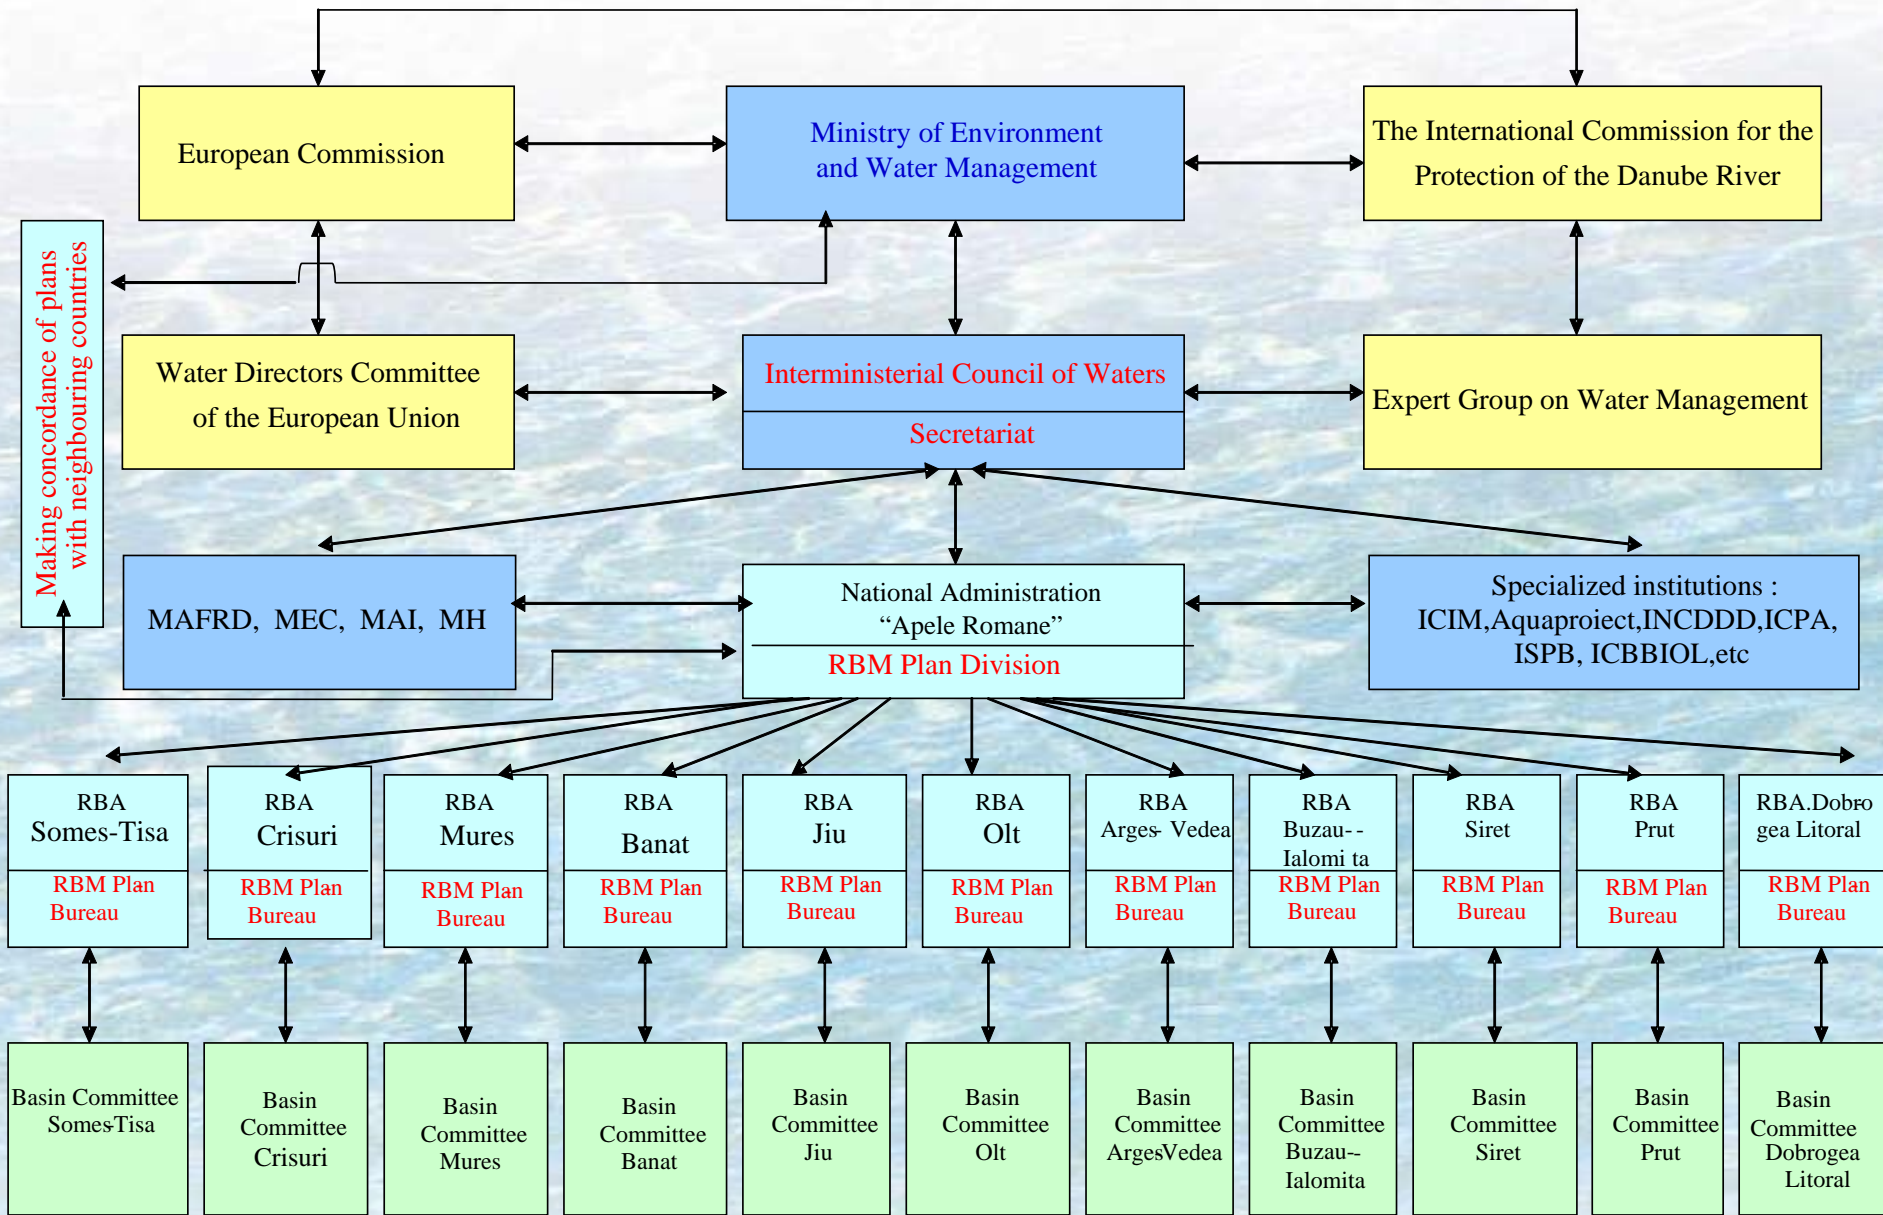 European Commission
Ministry of Environment
and Water Management
The International Commission for the
Protection of the Danube River
Making concordance of plans
with neighbouring countries
Water Directors Committee
of the European Union
Interministerial Council of Waters
Secretariat
Expert Group on Water Management
MAFRD, MEC, MAI, MH
National Administration
“Apele Romane”
RBM Plan Division
Specialized institutions :
ICIM,Aquaproiect,INCDDD,ICPA,
ISPB, ICBBIOL,etc
RBA
Somes-Tisa
RBM Plan
Bureau
RBA
Crisuri
RBM Plan
Bureau
RBA
Mures
RBM Plan
Bureau
RBA
Banat
RBM Plan
Bureau
RBA
Jiu
RBM Plan
Bureau
RBA
Olt
RBM Plan
Bureau
RBA
Arges- Vedea
RBM Plan
Bureau
RBA
Buzau--
Ialomi ta
RBM Plan
Bureau
RBA
Siret
RBM Plan
Bureau
RBA
Prut
RBM Plan
Bureau
RBA.Dobro-
gea Litoral
RBM Plan
Bureau
Basin Committee
Somes-Tisa
Basin
Committee
Crisuri
Basin
Committee
Mures
Basin
Committee
Banat
Basin
Committee
Jiu
Basin
Committee
Olt
Basin
Committee
ArgesVedea
Basin
Committee
Buzau--
Ialomita
Basin
Committee
Siret
Basin
Committee
Prut
Basin
Committee
Dobrogea
Litoral